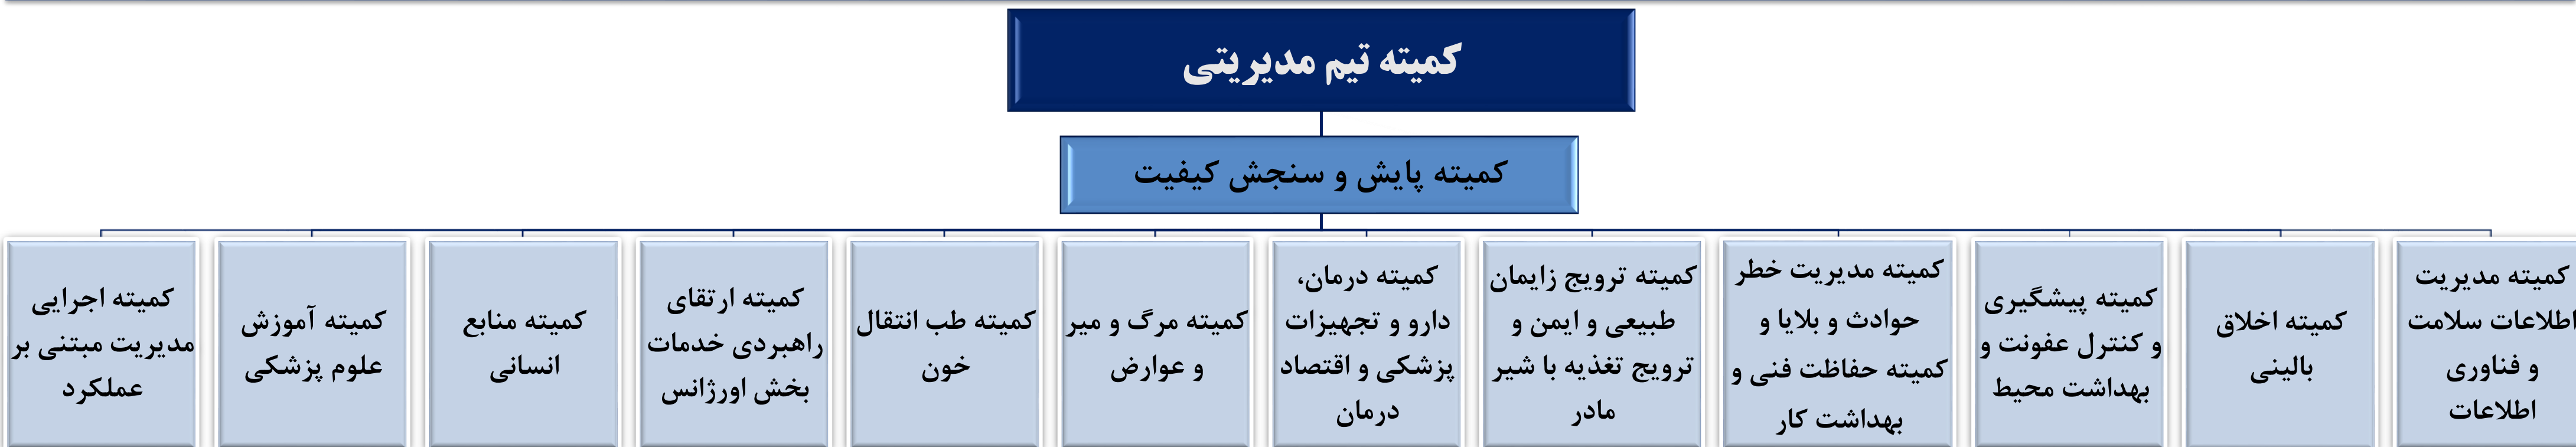 کمیته تیم مدیریتی
کمیته پایش و سنجش کیفیت
کمیته مدیریت
اطلاعات سلامت
و فناوری
اطلاعات
کمیته اخلاق
بالینی
کمیته پیشگیری
و کنترل عفونت و
بهداشت محیط
کمیته مدیریت خطر
حوادث و بلایا و
کمیته حفاظت فنی و
بهداشت کار
کمیته ترویج زایمان
طبیعی و ایمن و
ترویج تغذیه با شیر
مادر
کمیته درمان،
دارو و تجهیزات
پزشکی و اقتصاد
درمان
کمیته مرگ و میر
و عوارض
کمیته طب انتقال
خون
کمیته ارتقای
راهبردی خدمات
بخش اورژانس
کمیته منابع
انسانی
کمیته آموزش
علوم پزشکی
کمیته اجرایی
مدیریت مبتنی بر
عملکرد